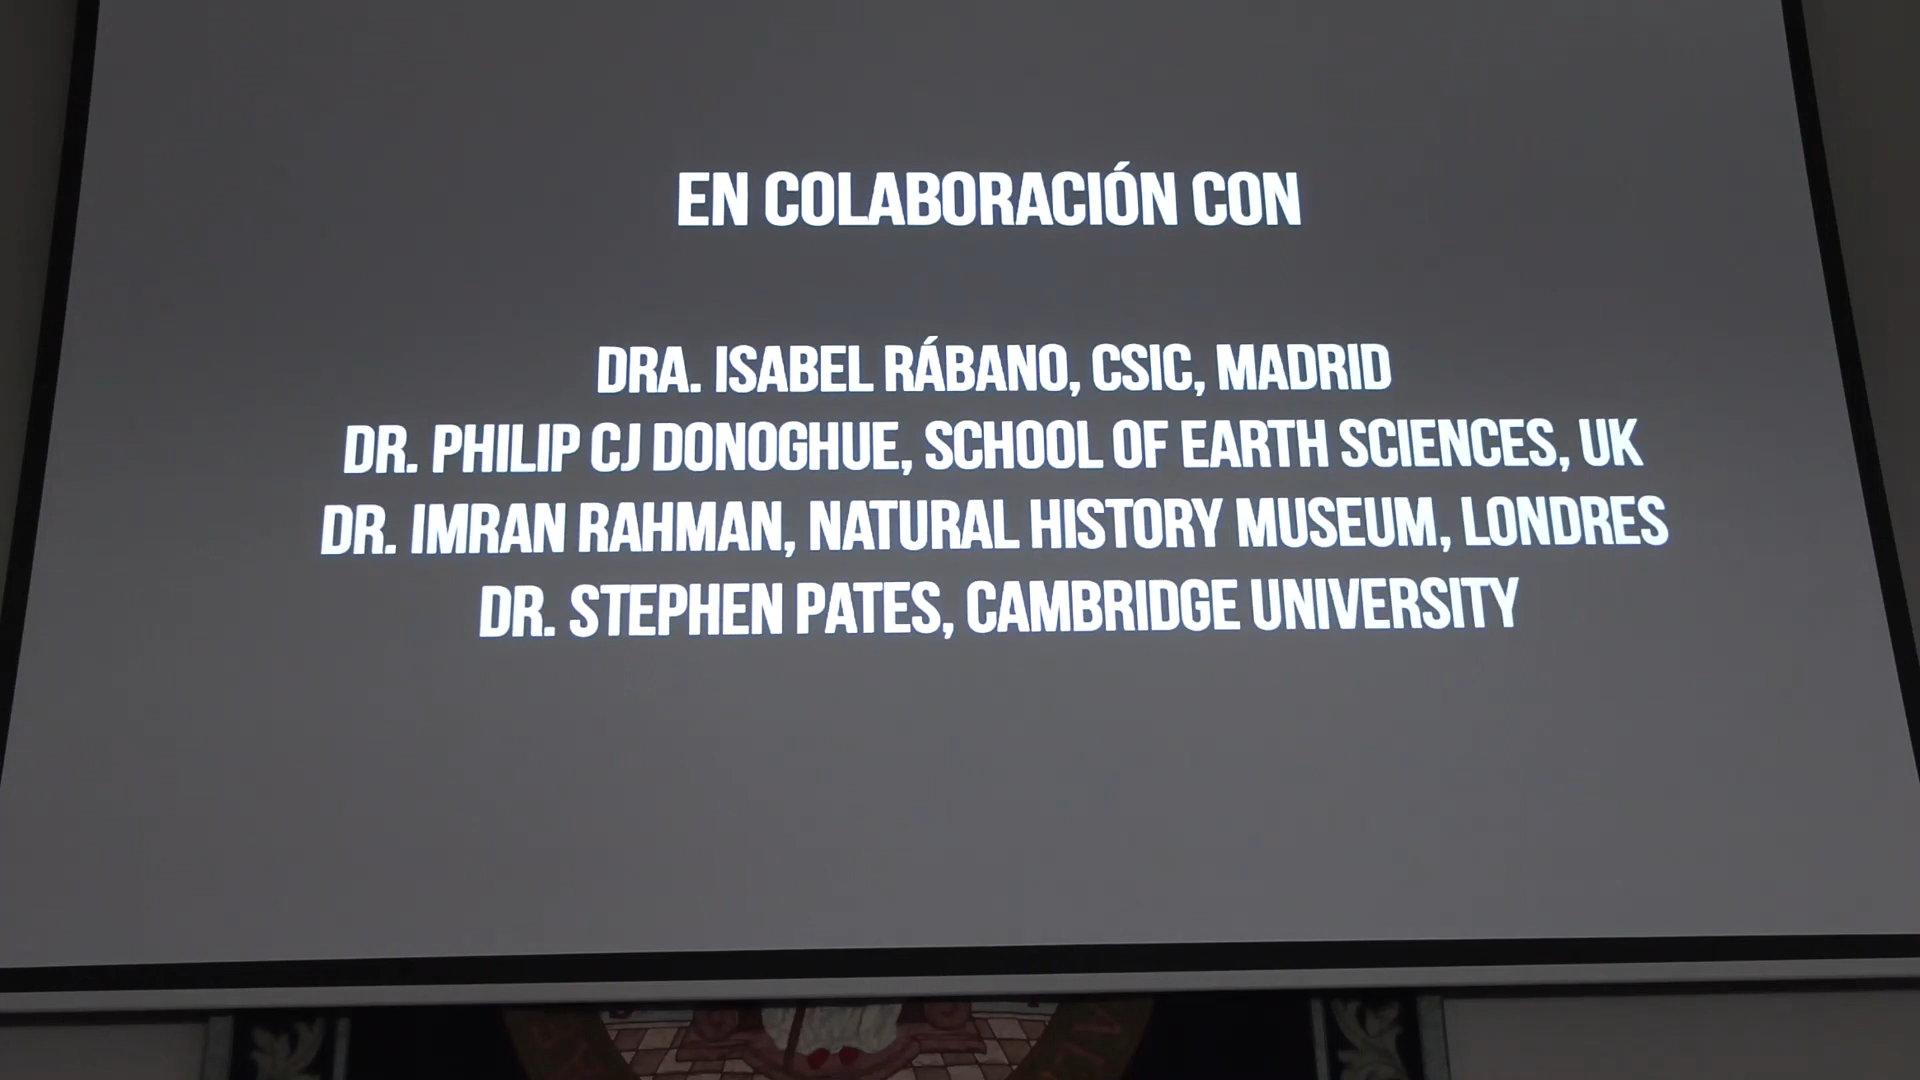 EN COLABORACIÓN CON
DRA. ISABEL RÁBANO, CSIC, MADRID
DR. PHILIP CJ DONOGHUE, SCHOOL OF EARTH SCIENCES, UK
DR. IMRAN RAHMAN, NATURAL HISTORY MUSEUM, LONDRES
DR. STEPHEN PATES, CAMBRIDGE UNIVERSITY